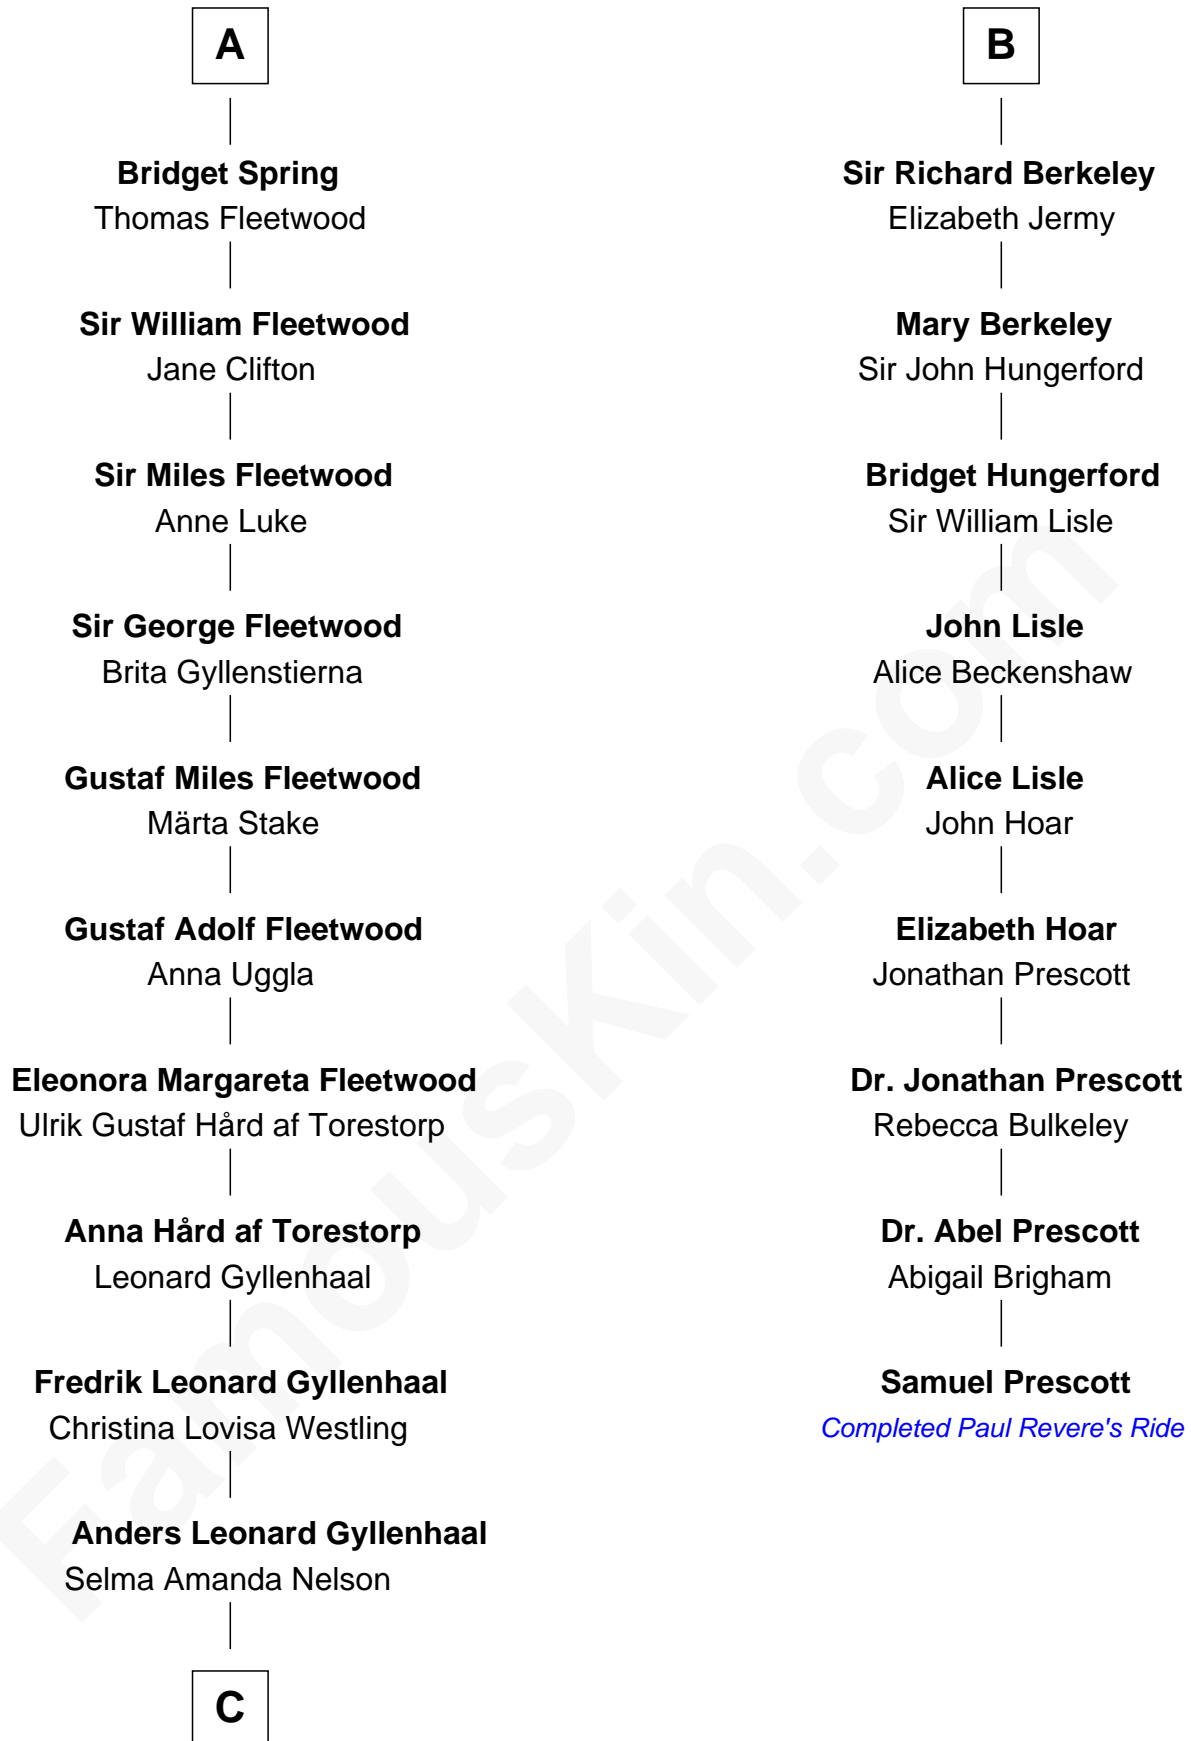 A
Bridget Spring
Thomas Fleetwood
Sir William Fleetwood
Jane Clifton
Sir Miles Fleetwood
Anne Luke
Sir George Fleetwood
Brita Gyllenstierna
Gustaf Miles Fleetwood
Märta Stake
Gustaf Adolf Fleetwood
Anna Uggla
Eleonora Margareta Fleetwood
Ulrik Gustaf Hård af Torestorp
Anna Hård af Torestorp
Leonard Gyllenhaal
Fredrik Leonard Gyllenhaal
Christina Lovisa Westling
Anders Leonard Gyllenhaal
Selma Amanda Nelson
C
B
Sir Richard Berkeley
Elizabeth Jermy
Mary Berkeley
Sir John Hungerford
Bridget Hungerford
Sir William Lisle
John Lisle
Alice Beckenshaw
Alice Lisle
John Hoar
Elizabeth Hoar
Jonathan Prescott
Dr. Jonathan Prescott
Rebecca Bulkeley
Dr. Abel Prescott
Abigail Brigham
Samuel Prescott
Completed Paul Revere's Ride
FamousKin.com